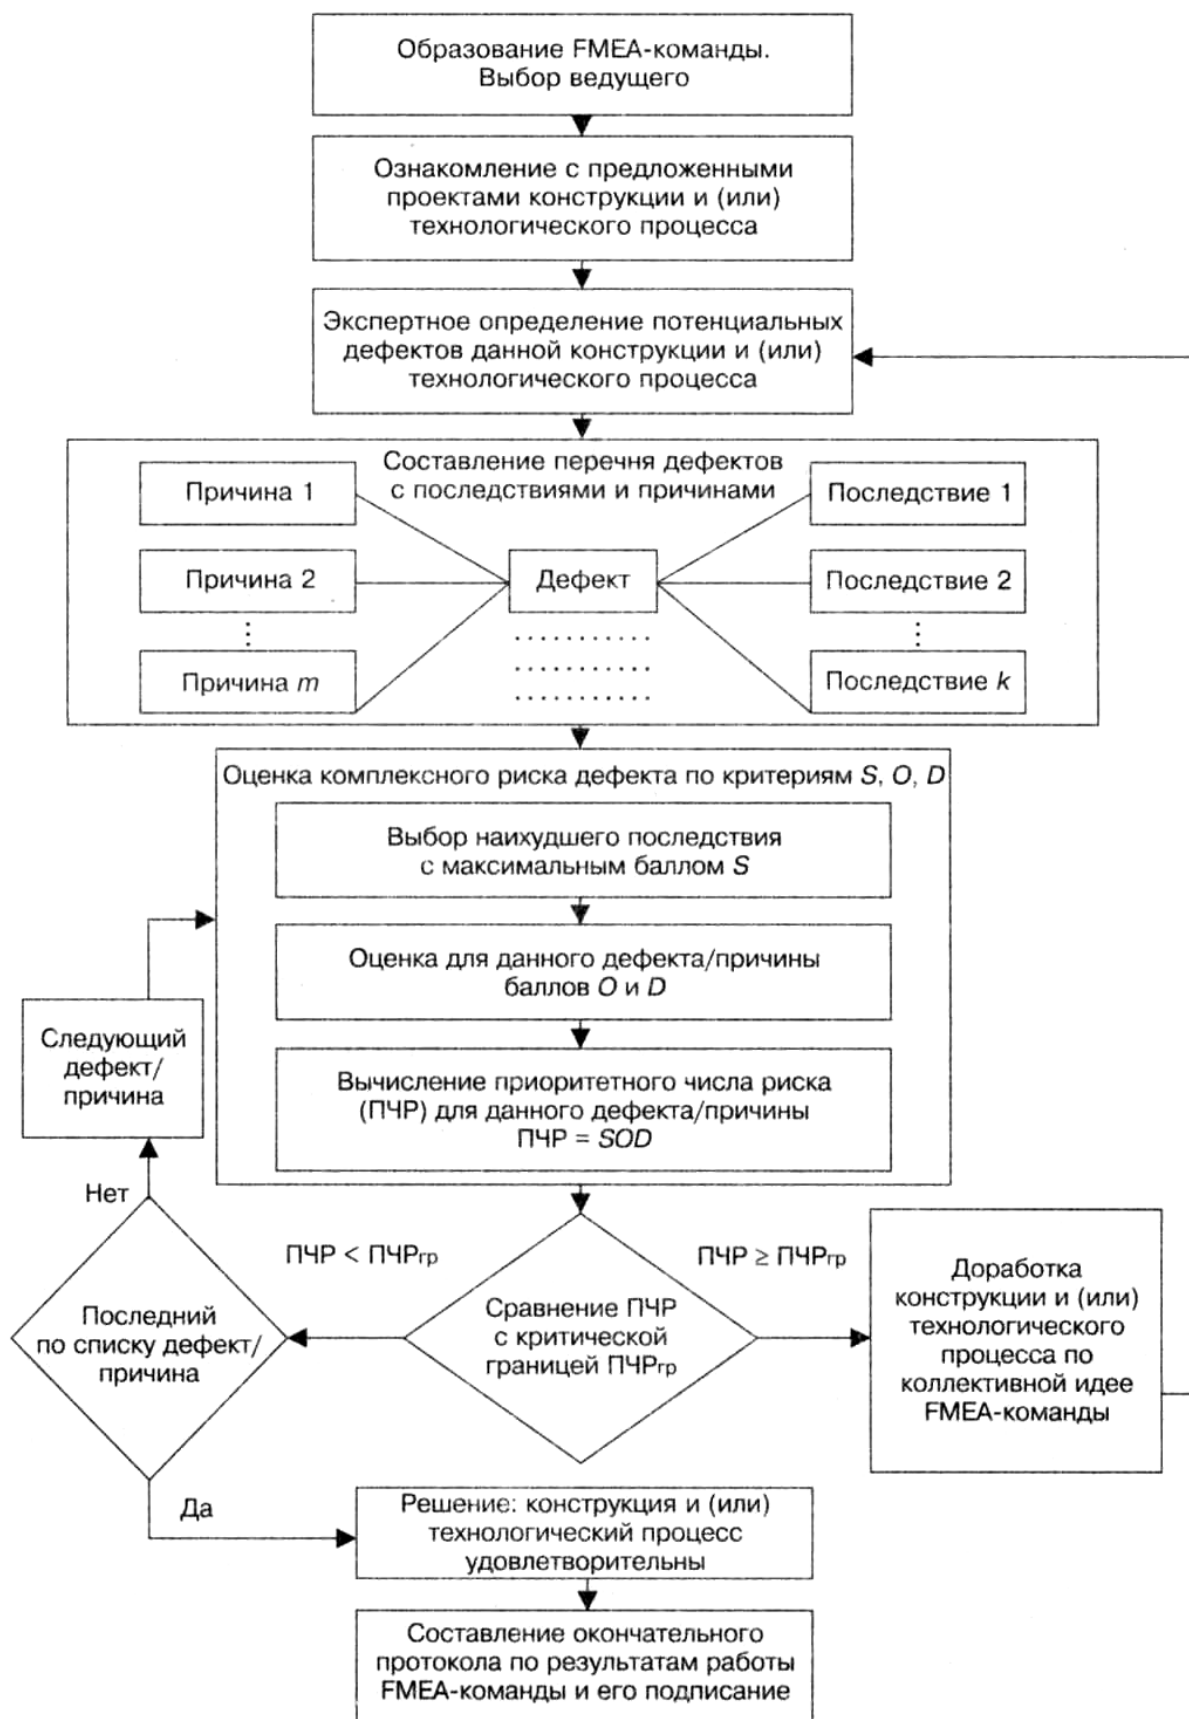 Образование FMEA-команды.
Выбор ведущего
Ознакомление с предложенными
проектами конструкции и (или)
технологического процесса
Экспертное определение потенциальных
дефектов данной конструкции и (или)
технологического процесса
Составление перечня дефектов
с последствиями и причинами
Причина 1
Последствие 1
Причина 2
Дефект
Последствие 2
Причина m
Последствие k
Оценка комплексного риска дефекта по критериям S, O, D
Выбор наихудшего последствия
с максимальным баллом S
Оценка для данного дефекта/причины
баллов O и D
Вычисление приоритетного числа риска
(ПЧР) для данного дефекта/причины
ПЧР = SOD
Следующий
дефект/
причина
Нет
ПЧР < ПЧРгр
ПЧР ≥ ПЧРгр
Последний
по списку дефект/
причина
Сравнение ПЧР
с критической
границей ПЧРгр
Доработка
конструкции и (или)
технологического
процесса по
коллективной идее
FMEA-команды
Да
Решение: конструкция и (или)
технологический процесс
удовлетворительны
Составление окончательного
протокола по результатам работы
FMEA-команды и его подписание